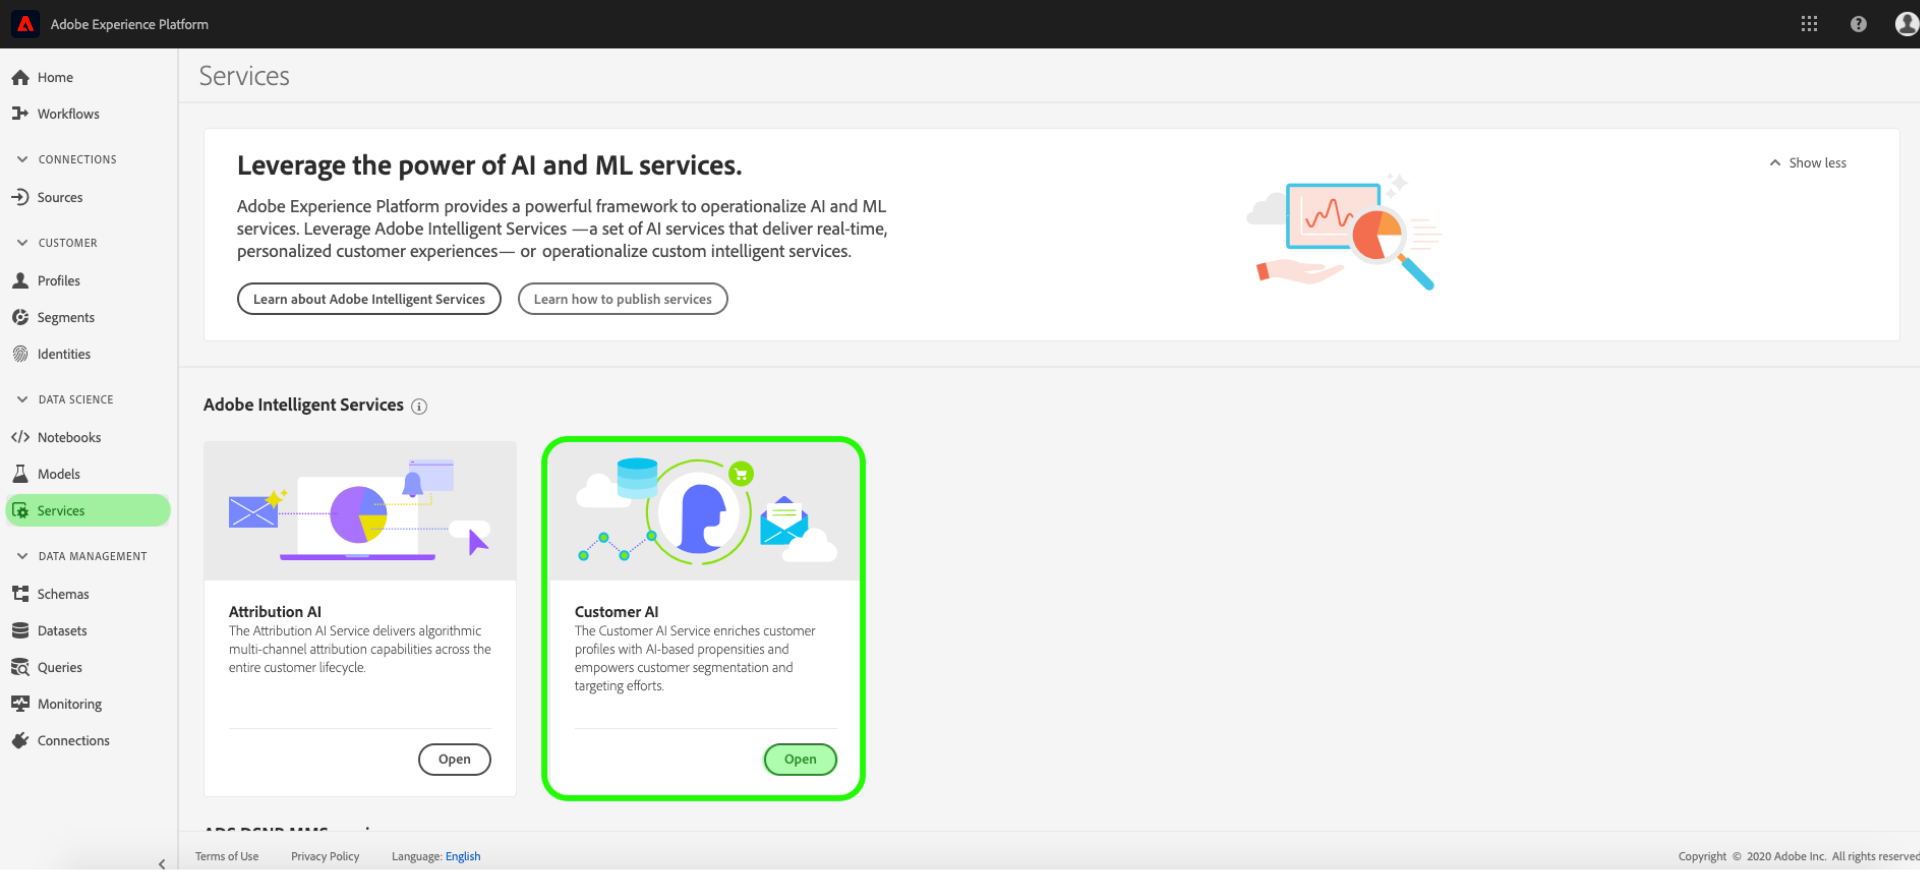 Adobe Experience Platform
Home
Workflows
CONNECTIONS
Sources
CUSTOMER
Profiles
Segments
Identities
DATA SCIENCE
Notebooks
Models
Services
DATA MANAGEMENT
Schemas
Datasets
Queries
Monitoring
Connections
Services
Leverage the power of AI and ML services.
Show less
Adobe Experience Platform provides a powerful framework to operationalize AI and ML
services. Leverage Adobe Intelligent Services —a set of AI services that deliver real-time,
personalized customer experiences— or operationalize custom intelligent services.
Learn about Adobe Intelligent Services
Learn how to publish services
Adobe Intelligent Services
Attribution AI
The Attribution AI Service delivers algorithmic
multi-channel attribution capabilities across the
entire customer lifecycle.
Open
Customer AI
The Customer AI Service enriches customer
profiles with AI-based propensities and
empowers customer segmentation and
targeting efforts.
Open
Terms of Use Privacy Policy Language: English
Copyright © 2020 Adobe Inc. All rights reserved